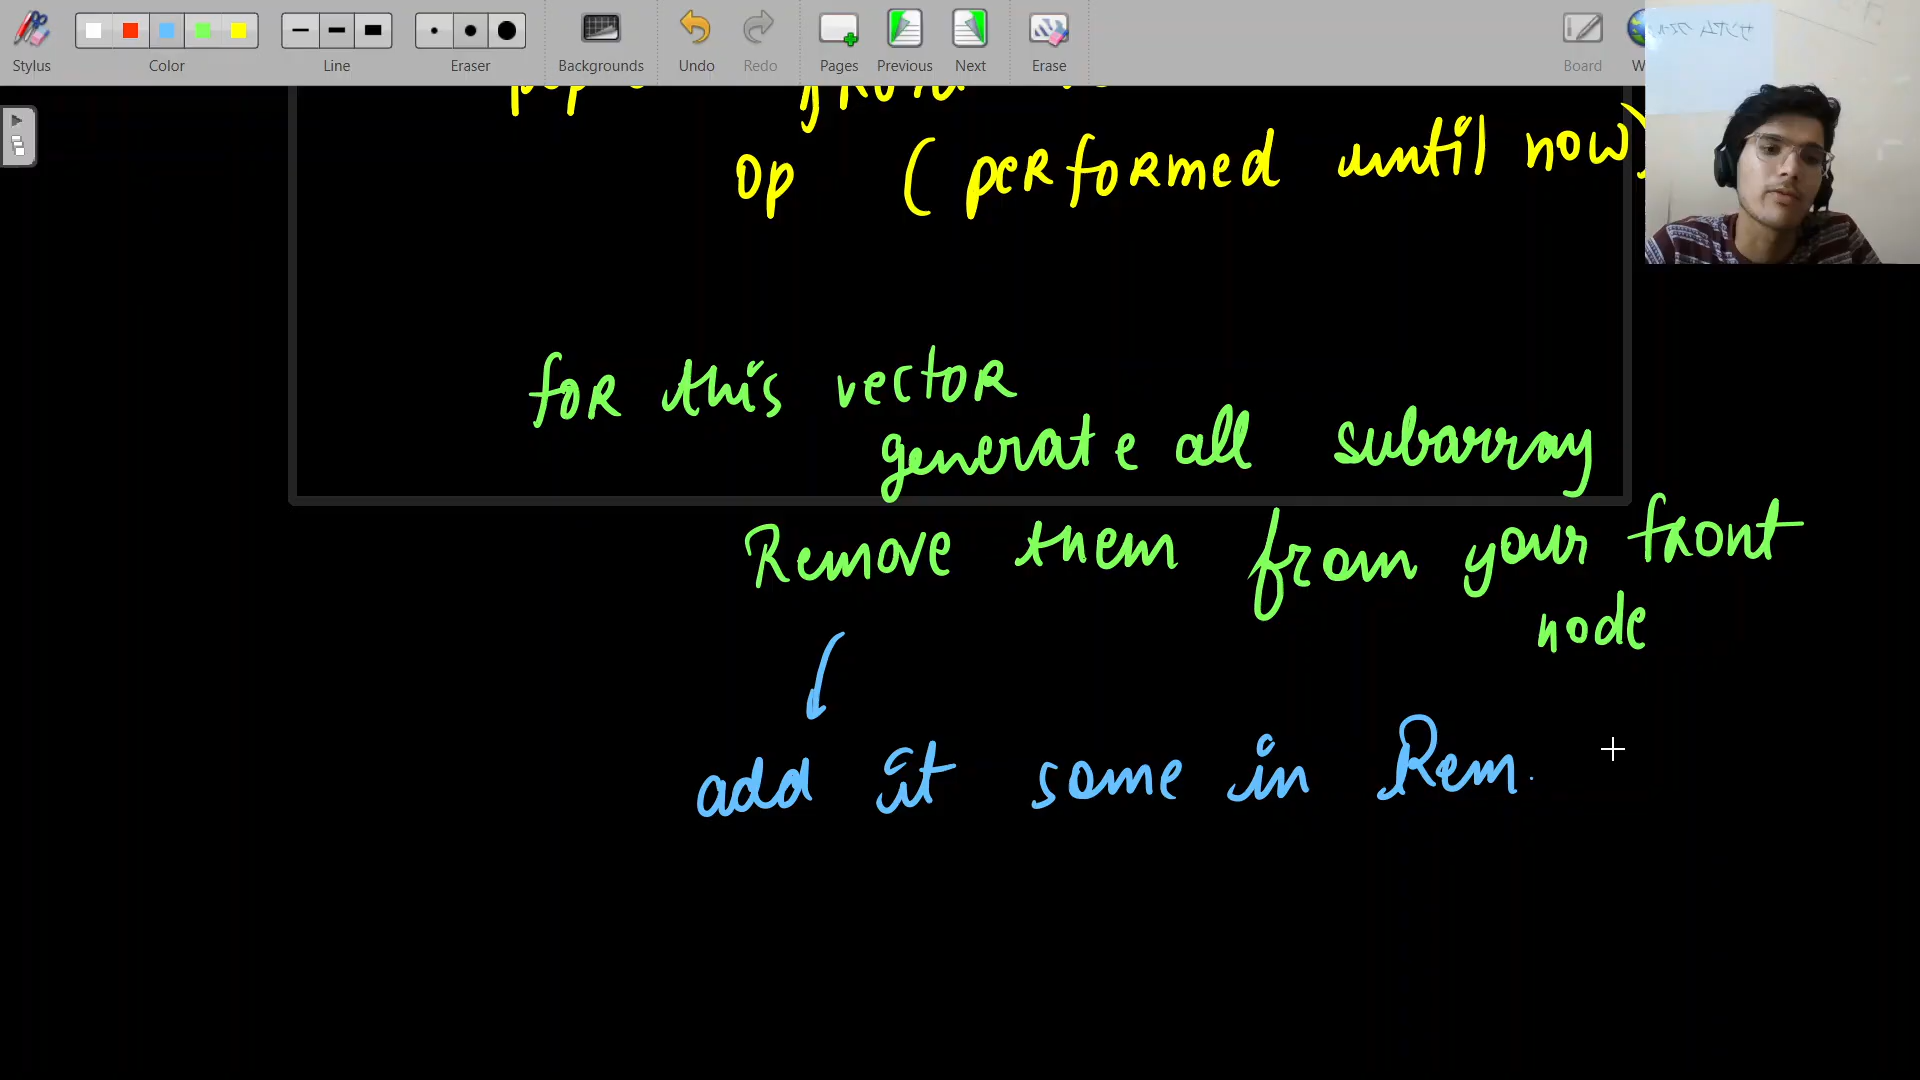 Stylus
Color
Line
Eraser
Backgrounds
Undo
Redo
Pages
Previous
Next
Erase
Board
W
op ( performed until now)
for this vector
generate all subarray
Remove them from your front
node
add it some in Rem.